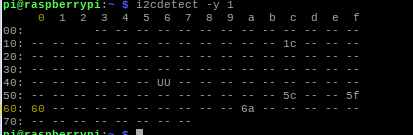 pi@raspberrypi:~ $ i2cdetect -y 1
     0  1  2  3  4  5  6  7  8  9  a  b  c  d  e  f
00:          -- -- -- -- -- -- -- -- -- -- -- -- --
10: -- -- -- -- -- -- -- -- -- -- -- -- 1c -- -- --
20: -- -- -- -- -- -- -- -- -- -- -- -- -- -- -- --
30: -- -- -- -- -- -- -- -- -- -- -- -- -- -- -- --
40: -- -- -- -- -- -- UU -- -- -- -- -- -- -- -- --
50: -- -- -- -- -- -- -- -- -- -- -- -- 5c -- -- 5f
60: 60 -- -- -- -- -- -- -- -- -- 6a -- -- -- -- --
70: -- -- -- -- -- -- -- --
pi@raspberrypi:~ $